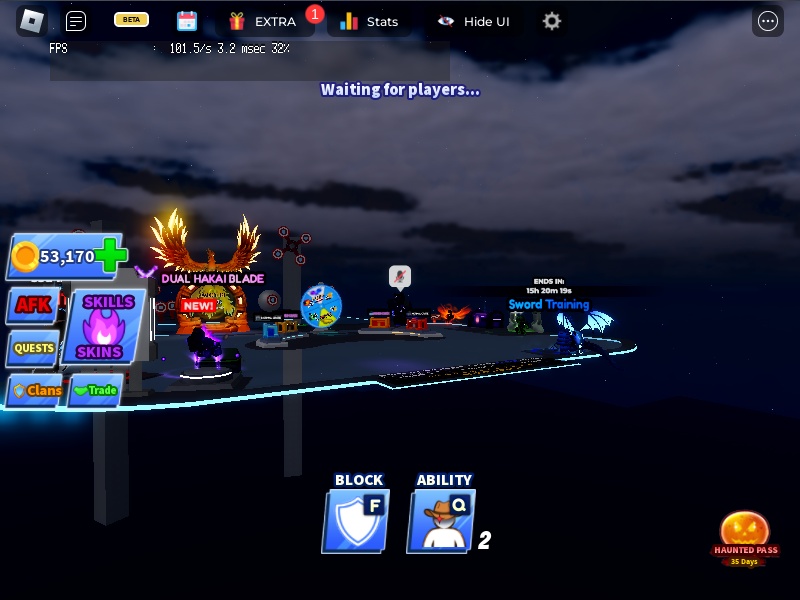 BETA
EXTRA
1
Stats
Hide UI
FPS : 101.5/s 3.2 msec 32%
Waiting for players...
53,170
DUAL HAKAI BLADE
NEW!
AFK
SKILLS
SKINS
QUESTS
Clans
Trade
ENDS IN:
15h 20m 19s
Sword Training
BLOCK
F
ABILITY
Q
2
HAUNTED PASS
35 Days